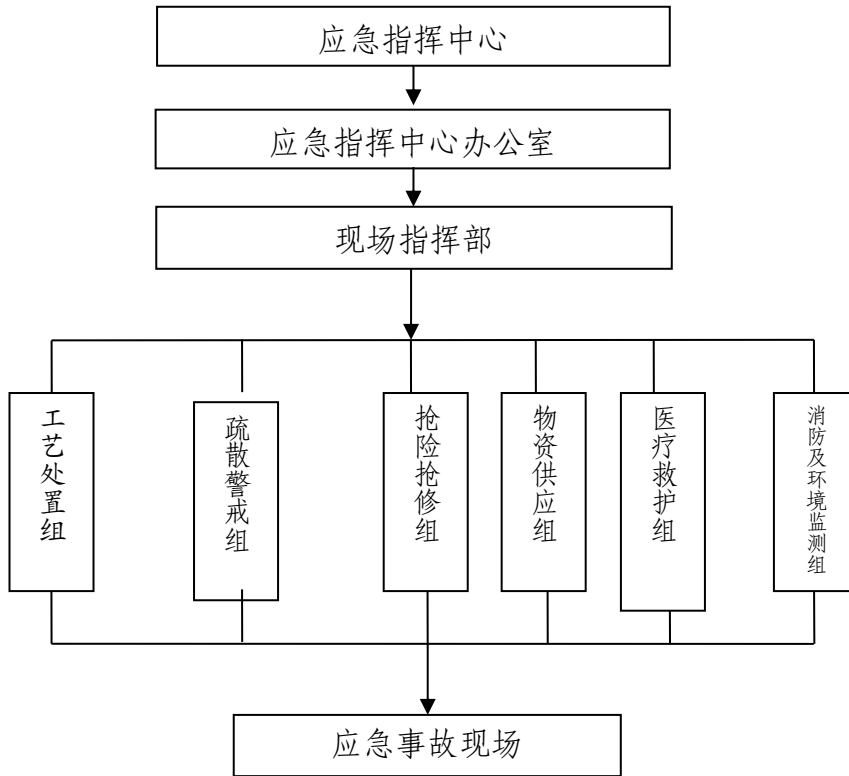 应急指挥中心
应急指挥中心办公室
现场指挥部
工艺处置组
疏散警戒组
抢险抢修组
物资供应组
医疗救护组
消防及环境监测组
应急事故现场